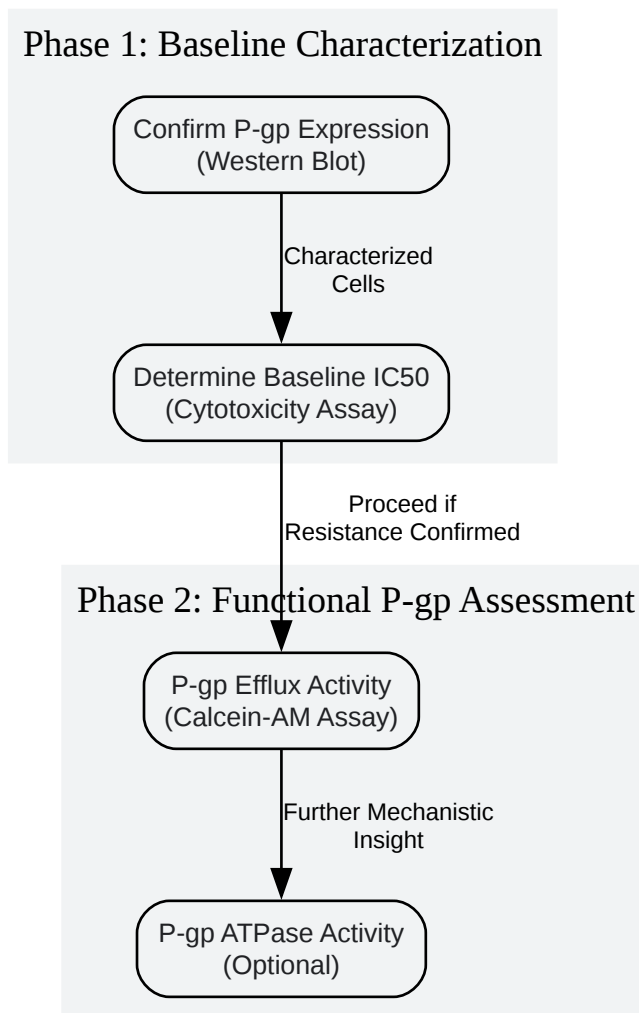 Phase 1: Baseline Characterization
Confirm P-gp Expression
(Western Blot)
Characterized
Cells
Determine Baseline IC50
(Cytotoxicity Assay)
Proceed if
Resistance Confirmed
Phase 2: Functional P-gp Assessment
P-gp Efflux Activity
(Calcein-AM Assay)
Further Mechanistic
Insight
P-gp ATPase Activity
(Optional)